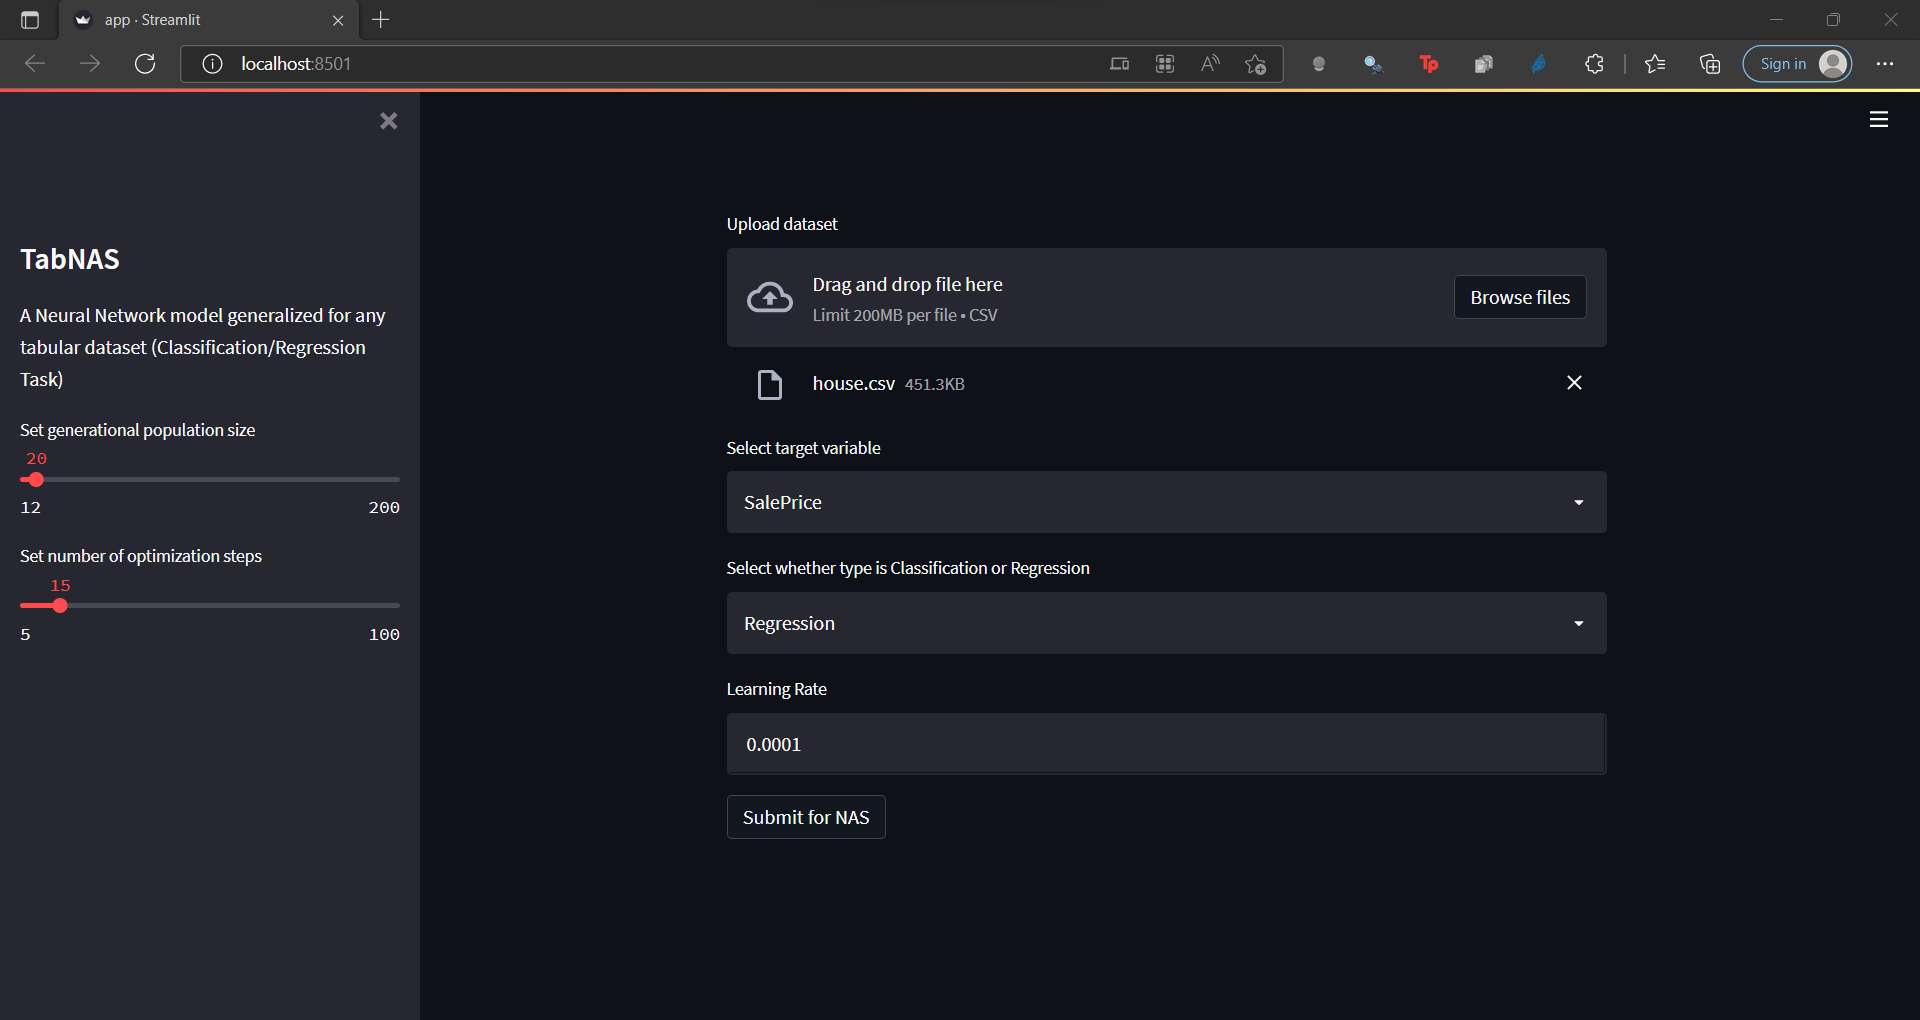 app · Streamlit
localhost:8501
Sign in
TabNAS
A Neural Network model generalized for any
tabular dataset (Classification/Regression
Task)
Set generational population size
20
12 200
Set number of optimization steps
15
5 100
Upload dataset
Drag and drop file here
Limit 200MB per file • CSV
Browse files
house.csv 451.3KB
Select target variable
SalePrice
Select whether type is Classification or Regression
Regression
Learning Rate
0.0001
Submit for NAS